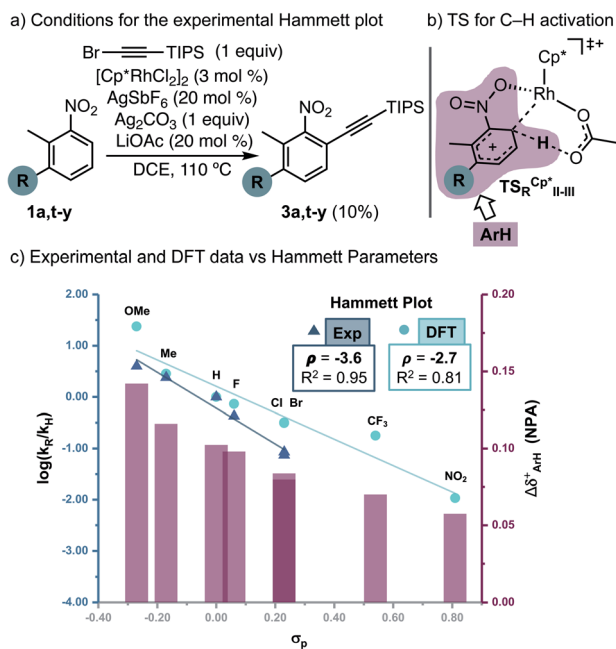 a) Conditions for the experimental Hammett plot
Br TIPS (1 equiv)
[Cp*RhCl2]2 (3 mol %)
AgSbF6 (20 mol %)
Ag2CO3 (1 equiv)
LiOAc (20 mol %)
DCE, 110 ºC
NO2
R
1a,t-y
NO2
TIPS
R
3a,t-y (10%)
b) TS for C–H activation
‡+
Cp*
Rh
O
O
O=N
O
H
O
+
R
TSR Cp* II-III
ArH
c) Experimental and DFT data vs Hammett Parameters
Hammett Plot
Exp
DFT
ρ = -3.6
R2 = 0.95
ρ = -2.7
R2 = 0.81
OMe
Me
H
F
Cl Br
CF3
NO2
log(kR/kH)
2.00
1.00
0.00
-1.00
-2.00
-3.00
-4.00
0.20
0.15
0.10
0.05
0.00
Δδ+ArH (NPA)
-0.40
-0.20
0.00
0.20
0.40
0.60
0.80
σp